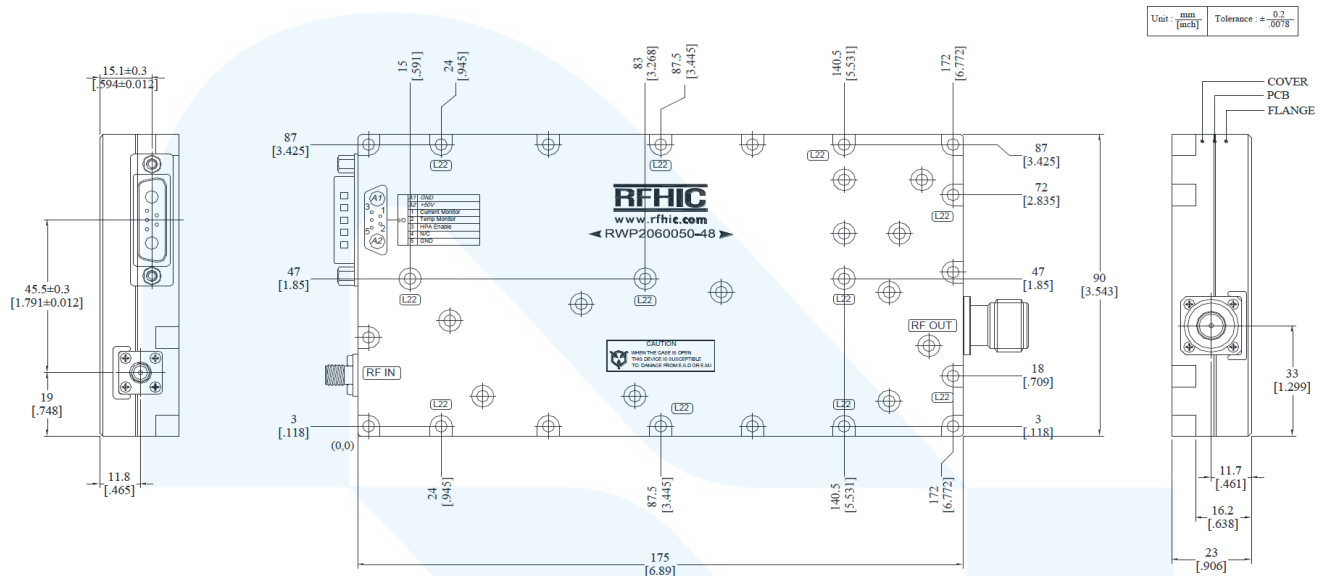 Unit : mm [inch] Tolerance : ± 0.2 .0078
15.1±0.3
[.594±0.012]
15
[.591]
24
[.945]
83
[3.268]
87.5
[3.445]
140.5
[5.531]
172
[6.772]
COVER
PCB
FLANGE
87
[3.425]
L22
L22
L22
87
[3.425]
72
[2.835]
L22
A1
3
1
5
2
A2
I/O
A1 GND
A2 +50V
1 Current Monitor
2 Temp Monitor
3 HPA Enable
4 N/C
5 GND
RFHIC
www.rfhic.com
RWP2060050-48
45.5±0.3
[1.791±0.012]
47
[1.85]
L22
L22
L22
47
[1.85]
90
[3.543]
RF OUT
CAUTION
WHEN THE CASE IS OPEN
THIS DEVICE IS SUSCEPTIBLE
TO DAMAGE FROM E.S.D OR E.M.I
RF IN
19
[.748]
18
[.709]
33
[1.299]
3
[.118]
L22
L22
L22
L22
3
[.118]
(0,0)
11.8
[.465]
24
[.945]
87.5
[3.445]
140.5
[5.531]
172
[6.772]
11.7
[.461]
16.2
[.638]
175
[6.89]
23
[.906]